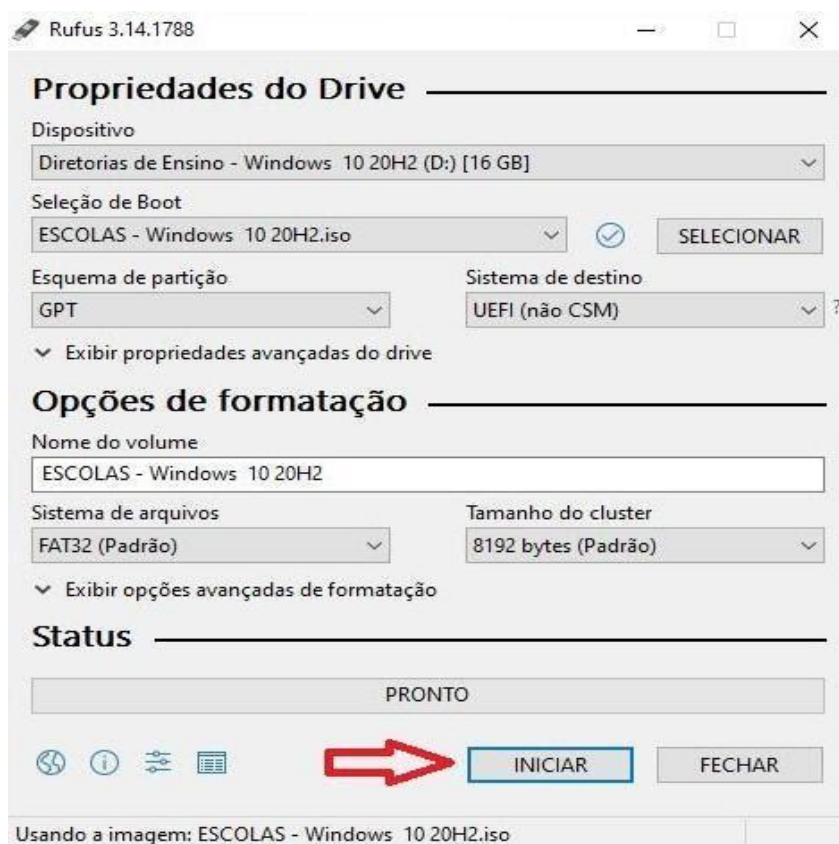 Rufus 3.14.1788
Propriedades do Drive
Dispositivo
Diretorias de Ensino - Windows 10 20H2 (D:) [16 GB]
Seleção de Boot
ESCOLAS - Windows 10 20H2.iso
SELECIONAR
Esquema de partição Sistema de destino
GPT UEFI (não CSM) ?
Exibir propriedades avançadas do drive
Opções de formatação
Nome do volume
ESCOLAS - Windows 10 20H2
Sistema de arquivos Tamanho do cluster
FAT32 (Padrão) 8192 bytes (Padrão)
Exibir opções avançadas de formatação
Status
PRONTO
INICIAR FECHAR
Usando a imagem: ESCOLAS - Windows 10 20H2.iso